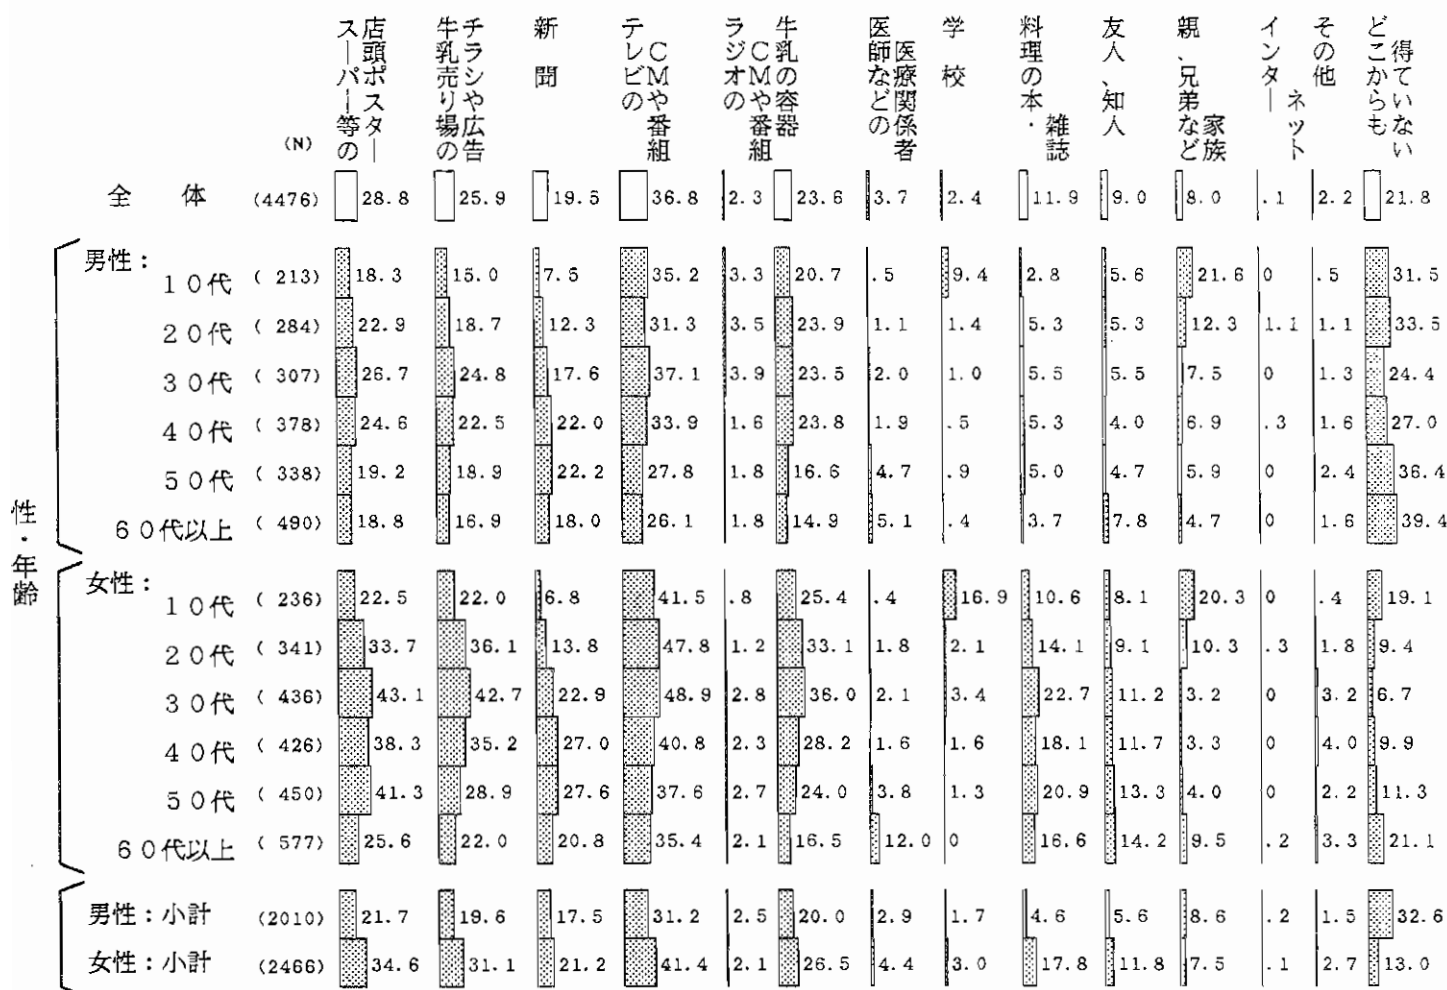 スーパー等の
店頭ポスター
牛乳売り場の
チラシや広告
新聞
テレビの
CMや番組
ラジオの
CMや番組
牛乳の容器
医師などの
医療関係者
学校
料理の本・
雑誌
友人、知人
親、兄弟など
家族
インター
ネット
その他
どこからも
得ていない
(N)
全 体 (4476) 28.8 25.9 19.5 36.8 2.3 23.6 3.7 2.4 11.9 9.0 8.0 .1 2.2 21.8
性・年齢
男性:
10代 (213) 18.3 15.0 7.5 35.2 3.3 20.7 .5 9.4 2.8 5.6 21.6 0 .5 31.5
20代 (284) 22.9 18.7 12.3 31.3 3.5 23.9 1.1 1.4 5.3 5.3 12.3 1.1 1.1 33.5
30代 (307) 26.7 24.8 17.6 37.1 3.9 23.5 2.0 1.0 5.5 5.5 7.5 0 1.3 24.4
40代 (378) 24.6 22.5 22.0 33.9 1.6 23.8 1.9 .5 5.3 4.0 6.9 .3 1.6 27.0
50代 (338) 19.2 18.9 22.2 27.8 1.8 16.6 4.7 .9 5.0 4.7 5.9 0 2.4 36.4
60代以上 (490) 18.8 16.9 18.0 26.1 1.8 14.9 5.1 .4 3.7 7.8 4.7 0 1.6 39.4
女性:
10代 (236) 22.5 22.0 6.8 41.5 .8 25.4 .4 16.9 10.6 8.1 20.3 0 .4 19.1
20代 (341) 33.7 36.1 13.8 47.8 1.2 33.1 1.8 2.1 14.1 9.1 10.3 .3 1.8 9.4
30代 (436) 43.1 42.7 22.9 48.9 2.8 36.0 2.1 3.4 22.7 11.2 3.2 0 3.2 6.7
40代 (426) 38.3 35.2 27.0 40.8 2.3 28.2 1.6 1.6 18.1 11.7 3.3 0 4.0 9.9
50代 (450) 41.3 28.9 27.6 37.6 2.7 24.0 3.8 1.3 20.9 13.3 4.0 0 2.2 11.3
60代以上 (577) 25.6 22.0 20.8 35.4 2.1 16.5 12.0 0 16.6 14.2 9.5 .2 3.3 21.1
男性:小計 (2010) 21.7 19.6 17.5 31.2 2.5 20.0 2.9 1.7 4.6 5.6 8.6 .2 1.5 32.6
女性:小計 (2466) 34.6 31.1 21.2 41.4 2.1 26.5 4.4 3.0 17.8 11.8 7.5 .1 2.7 13.0